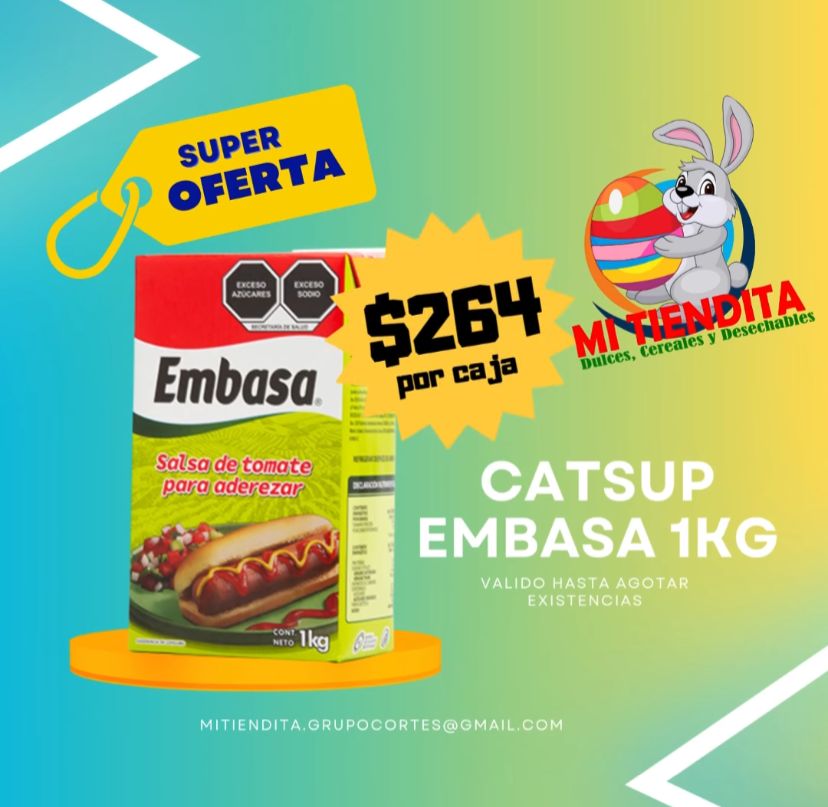 SUPER
OFERTA
MI TIENDITA
Dulces, Cereales y Desechables
EXCESO
AZÚCARES
EXCESO
SODIO
SECRETARÍA DE SALUD
$264
por caja
Embasa®
Salsa de tomate
para aderezar
CATSUP
EMBASA 1KG
VALIDO HASTA AGOTAR
EXISTENCIAS
CONT.
NETO 1kg
MITIENDITA.GRUPOCORTES@GMAIL.COM